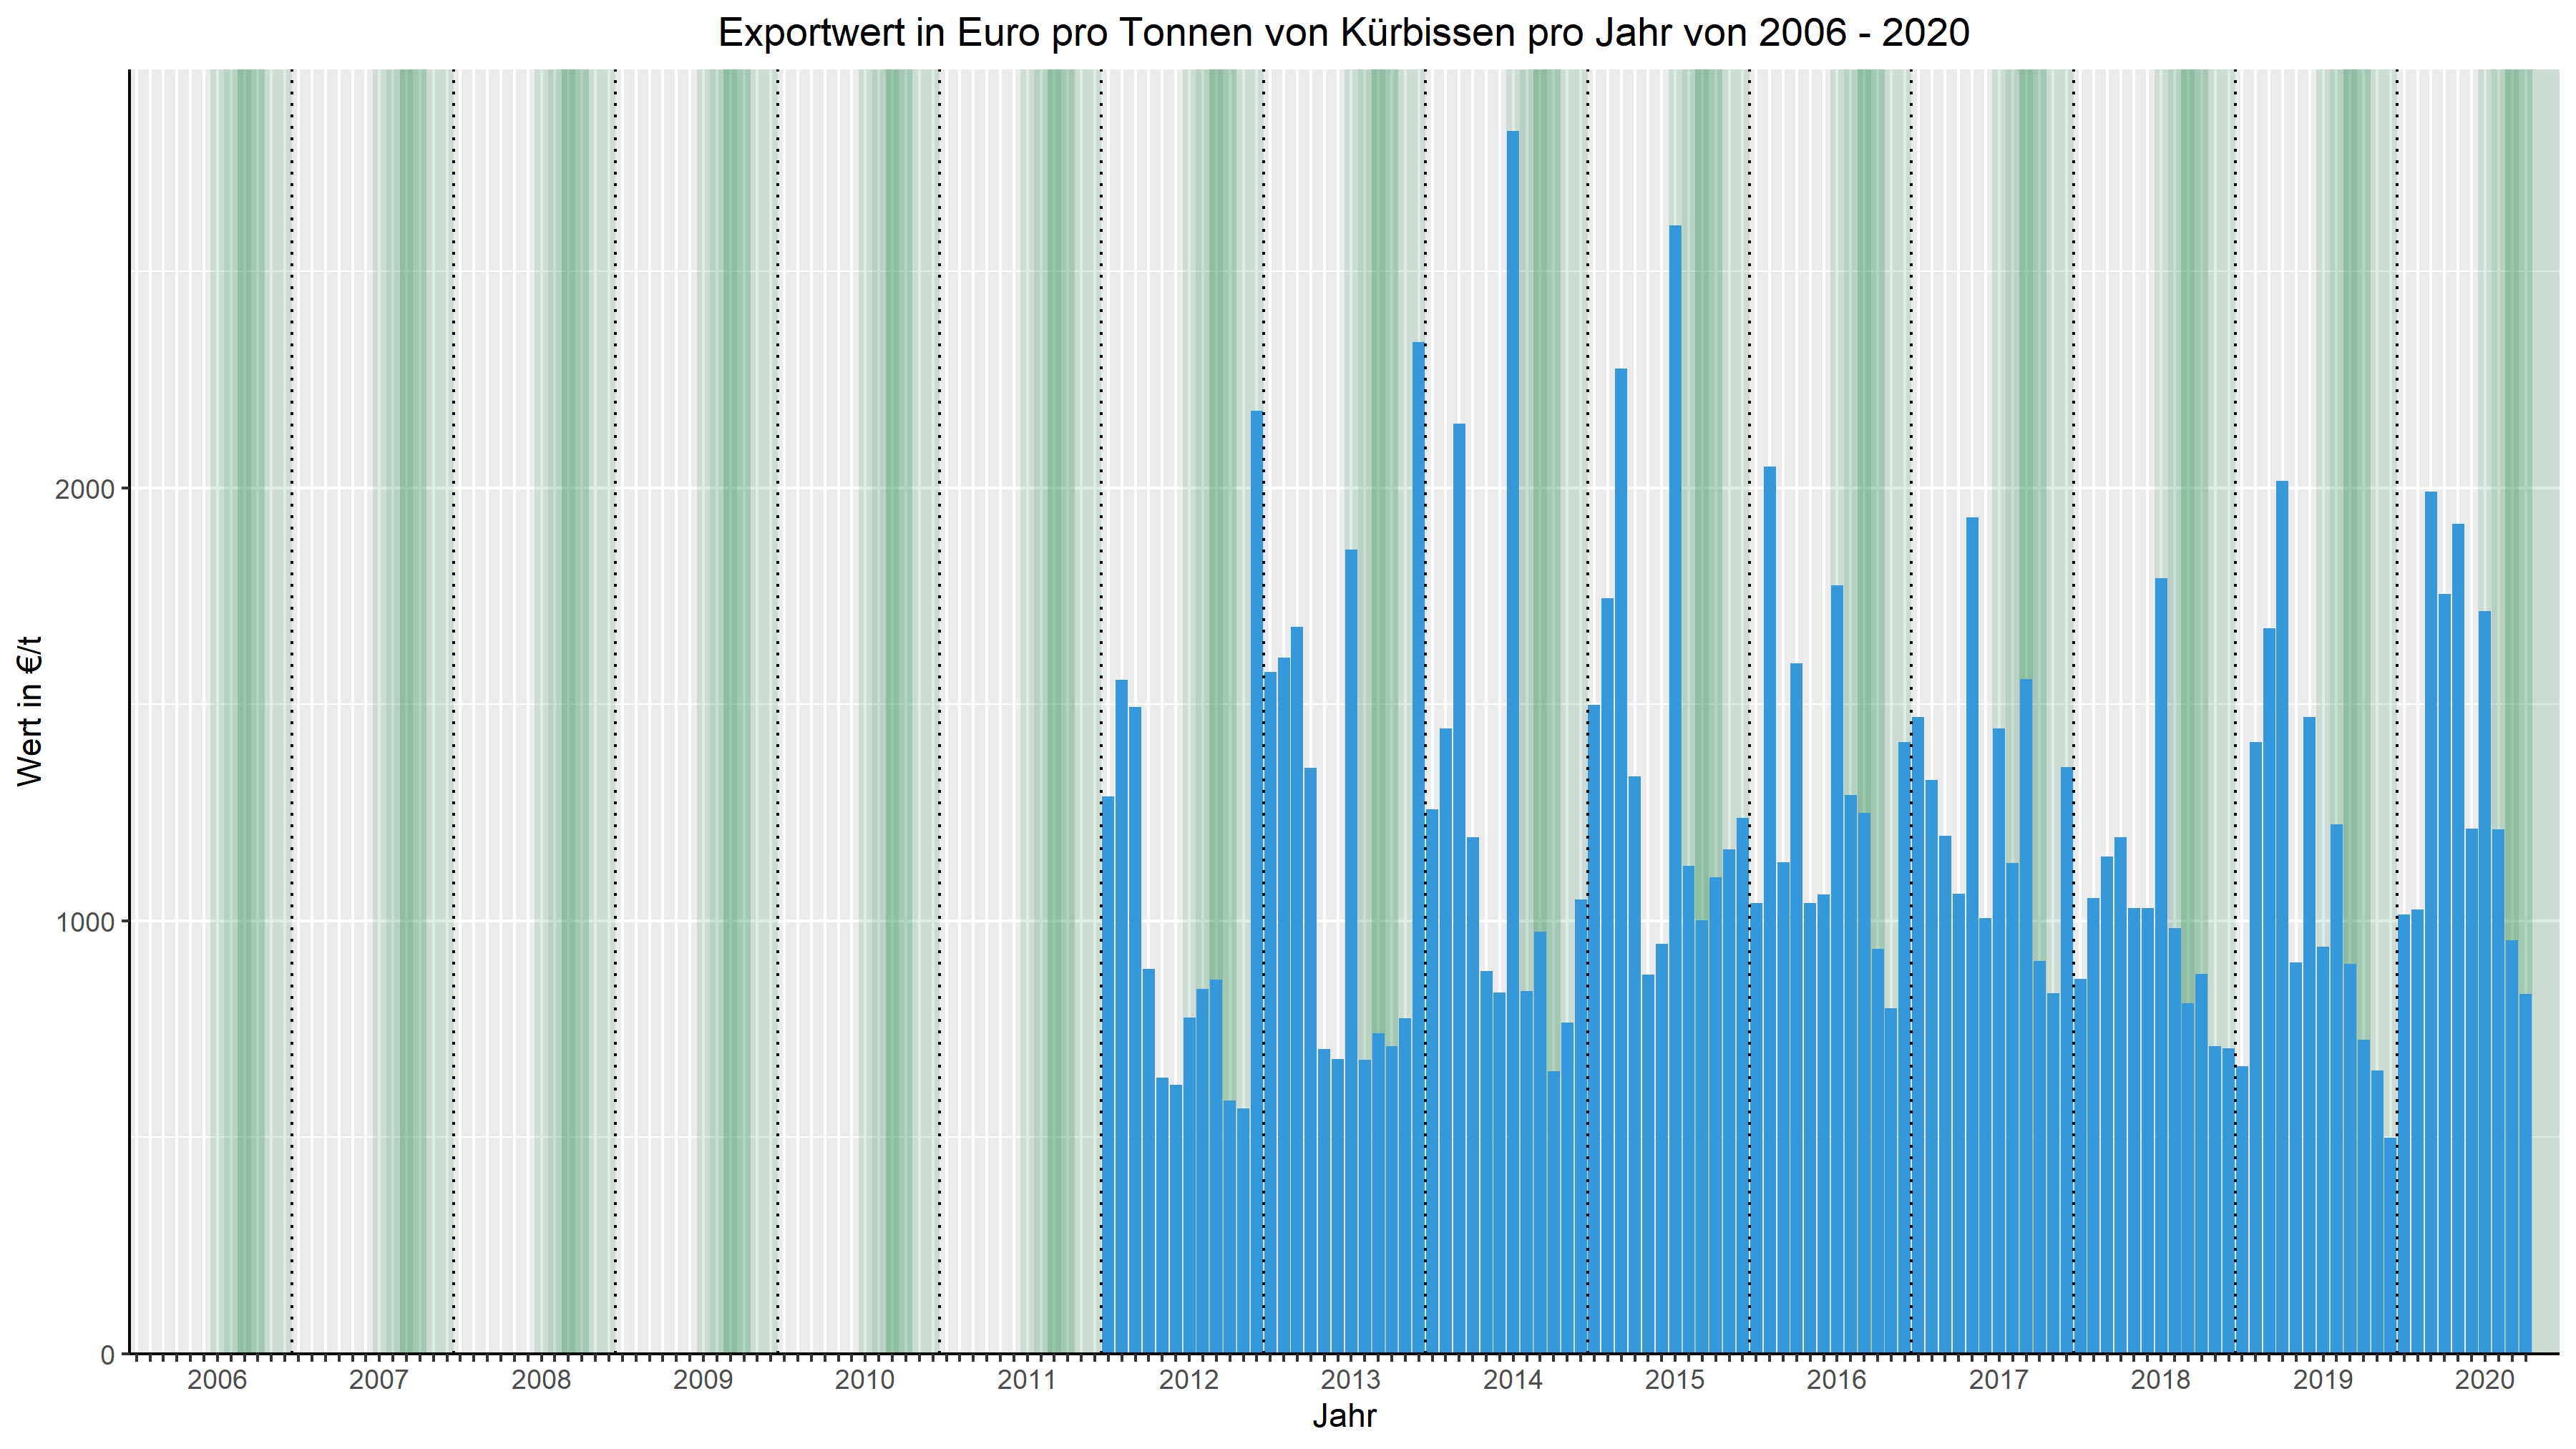 Exportwert in Euro pro Tonnen von Kürbissen pro Jahr von 2006 - 2020
Wert in €/t
2000
1000
0
2006 2007 2008 2009 2010 2011 2012 2013 2014 2015 2016 2017 2018 2019 2020
Jahr